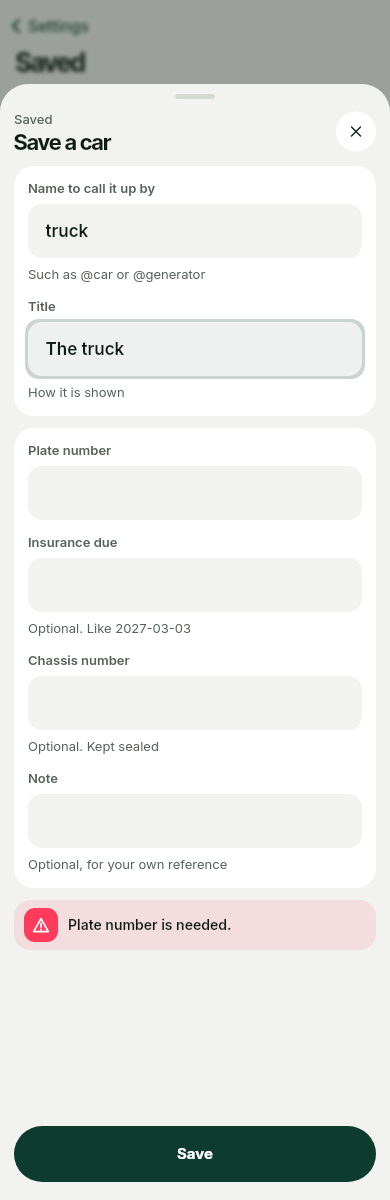 Settings
Saved
Saved
Save a car
Name to call it up by
truck
Such as @car or @generator
Title
The truck
How it is shown
Plate number
Insurance due
Optional. Like 2027-03-03
Chassis number
Optional. Kept sealed
Note
Optional, for your own reference
Plate number is needed.
Save